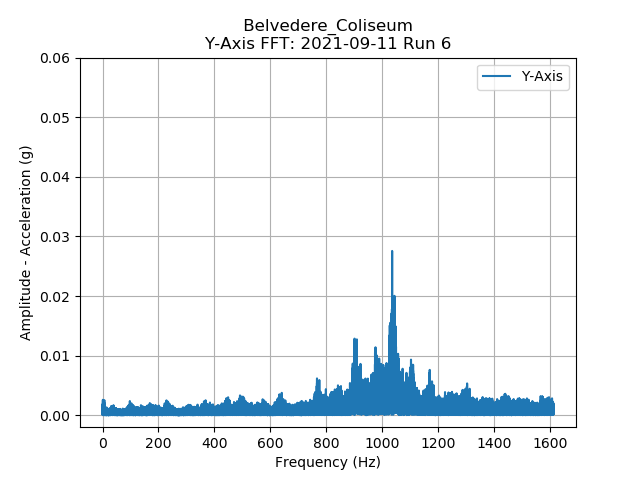 Belvedere_Coliseum
Y-Axis FFT: 2021-09-11 Run 6
Y-Axis
0.06
0.05
0.04
0.03
0.02
0.01
0.00
Amplitude - Acceleration (g)
0 200 400 600 800 1000 1200 1400 1600
Frequency (Hz)